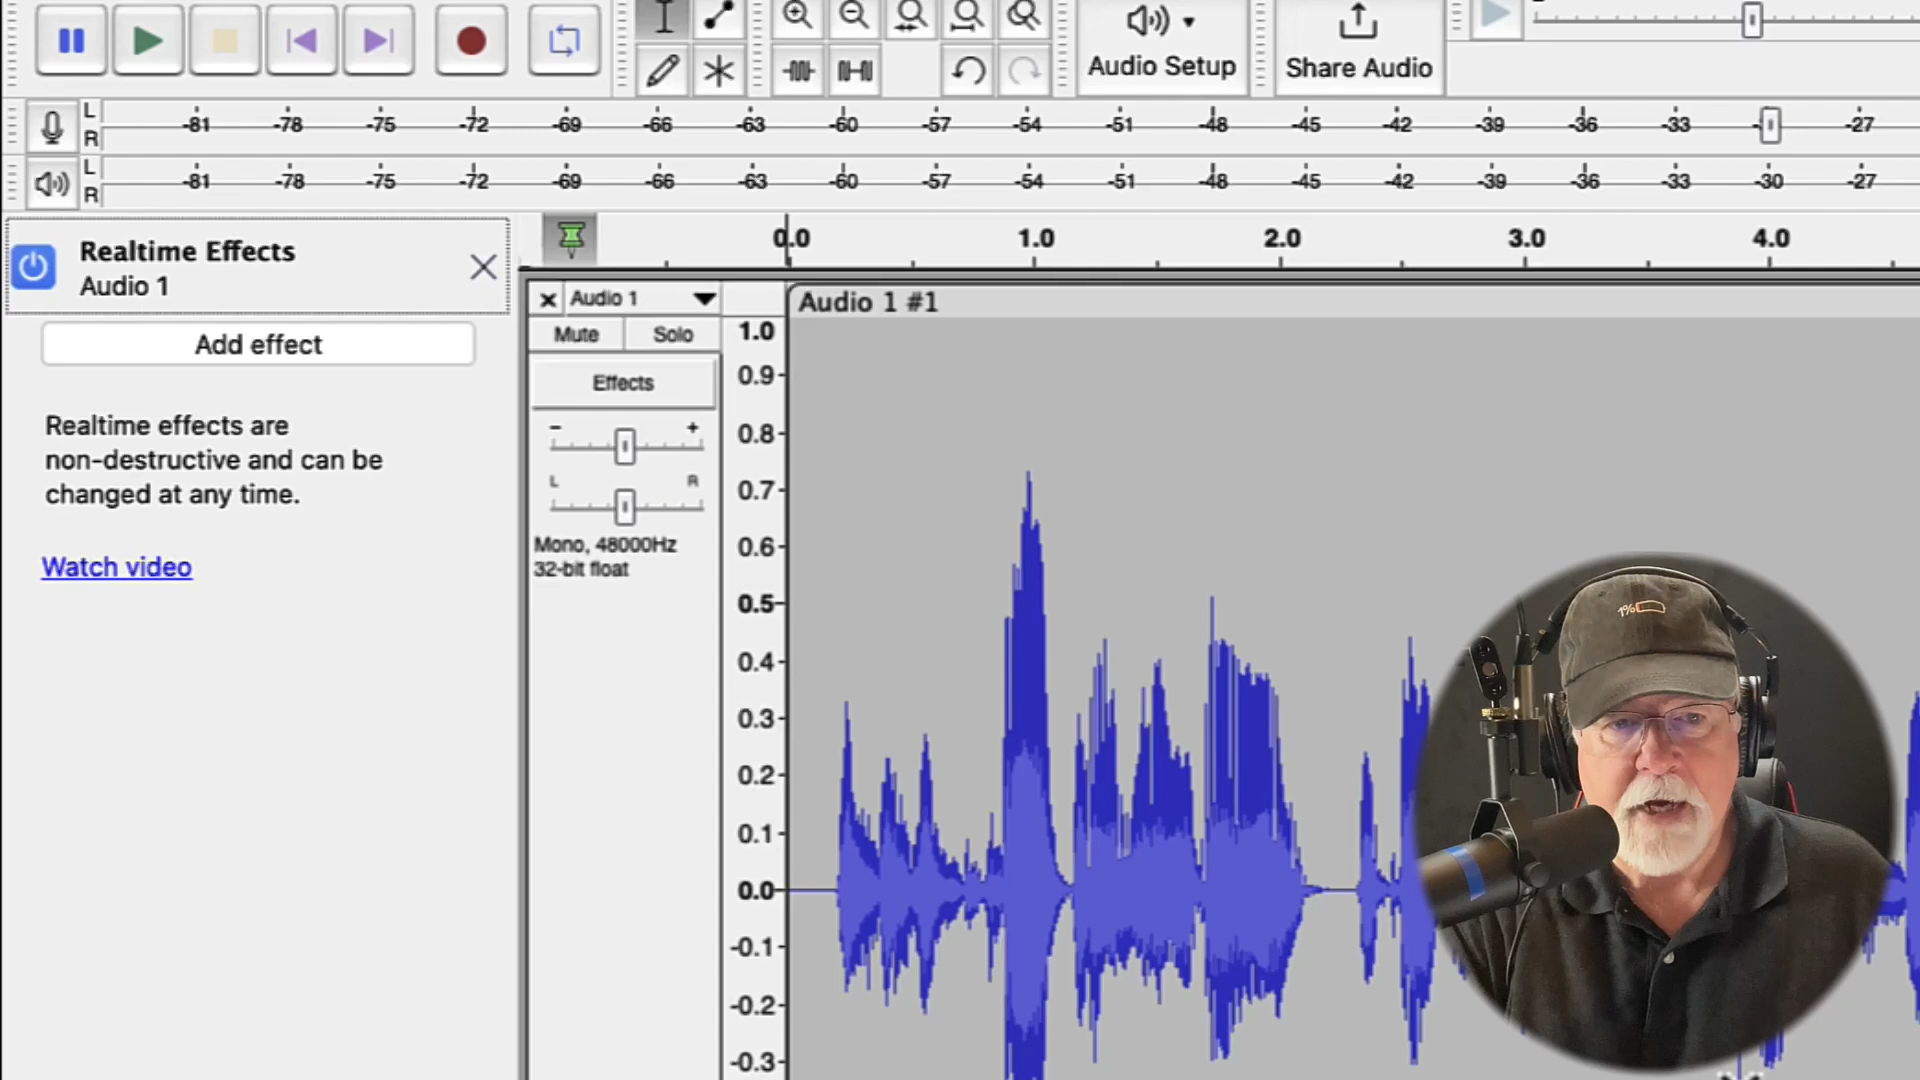 Audio Setup
Share Audio
L
R
-81 -78 -75 -72 -69 -66 -63 -60 -57 -54 -51 -48 -45 -42 -39 -36 -33 -27
L
R
-81 -78 -75 -72 -69 -66 -63 -60 -57 -54 -51 -48 -45 -42 -39 -36 -33 -30 -27
Realtime Effects
Audio 1
Add effect
Realtime effects are
non-destructive and can be
changed at any time.
Watch video
0.0 1.0 2.0 3.0 4.0
Audio 1
Mute Solo
Effects
- +
L R
Mono, 48000Hz
32-bit float
Audio 1 #1
1.0
0.9
0.8
0.7
0.6
0.5
0.4
0.3
0.2
0.1
0.0
-0.1
-0.2
-0.3
1%